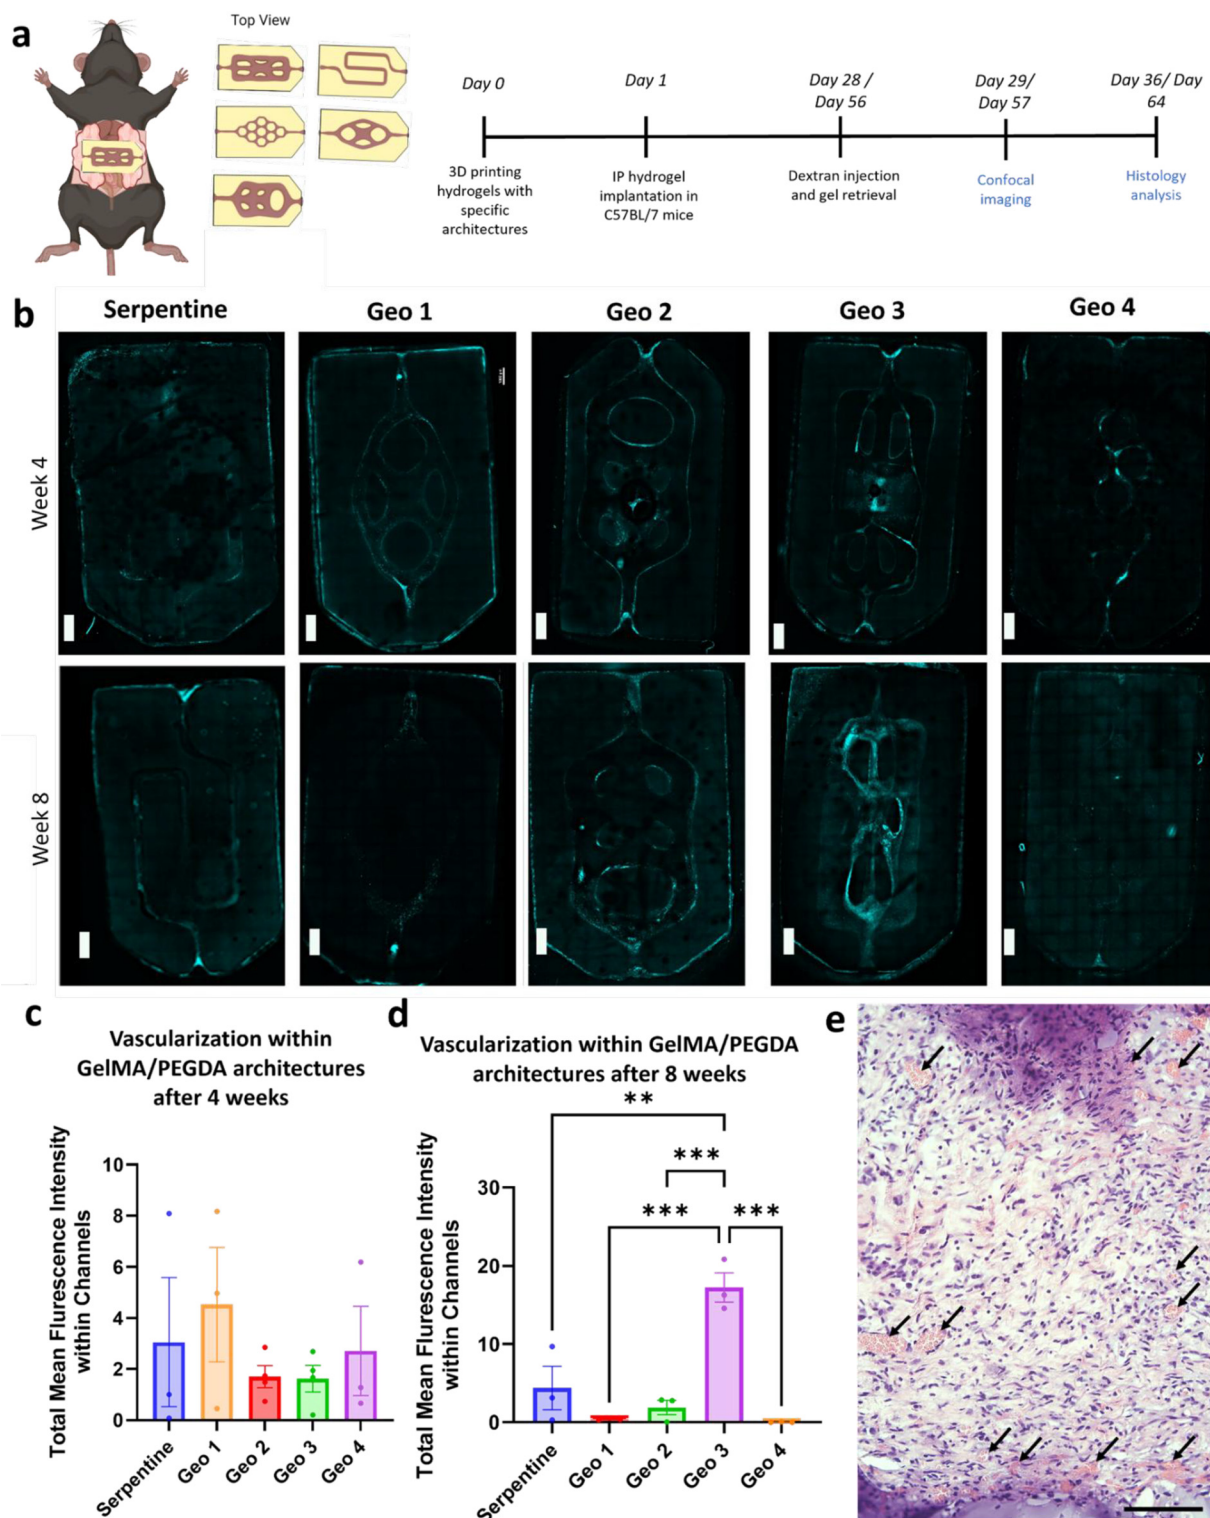 a
Top View
Day 0
Day 1
Day 28 /
Day 56
Day 29/
Day 57
Day 36/ Day
64
3D printing
hydrogels with
specific
architectures
IP hydrogel
implantation in
C57BL/7 mice
Dextran injection
and gel retrieval
Confocal
imaging
Histology
analysis
b
Serpentine
Geo 1
Geo 2
Geo 3
Geo 4
Week 4
Week 8
c
Vascularization within
GelMA/PEGDA architectures
after 4 weeks
Total Mean Flurescence Intensity
within Channels
10
8
6
4
2
0
Serpentine
Geo 1
Geo 2
Geo 3
Geo 4
d
Vascularization within GelMA/PEGDA
architectures after 8 weeks
**
***
***
***
Total Mean Flurescence Intensity
within Channels
30
20
10
0
Serpentine
Geo 1
Geo 2
Geo 3
Geo 4
e